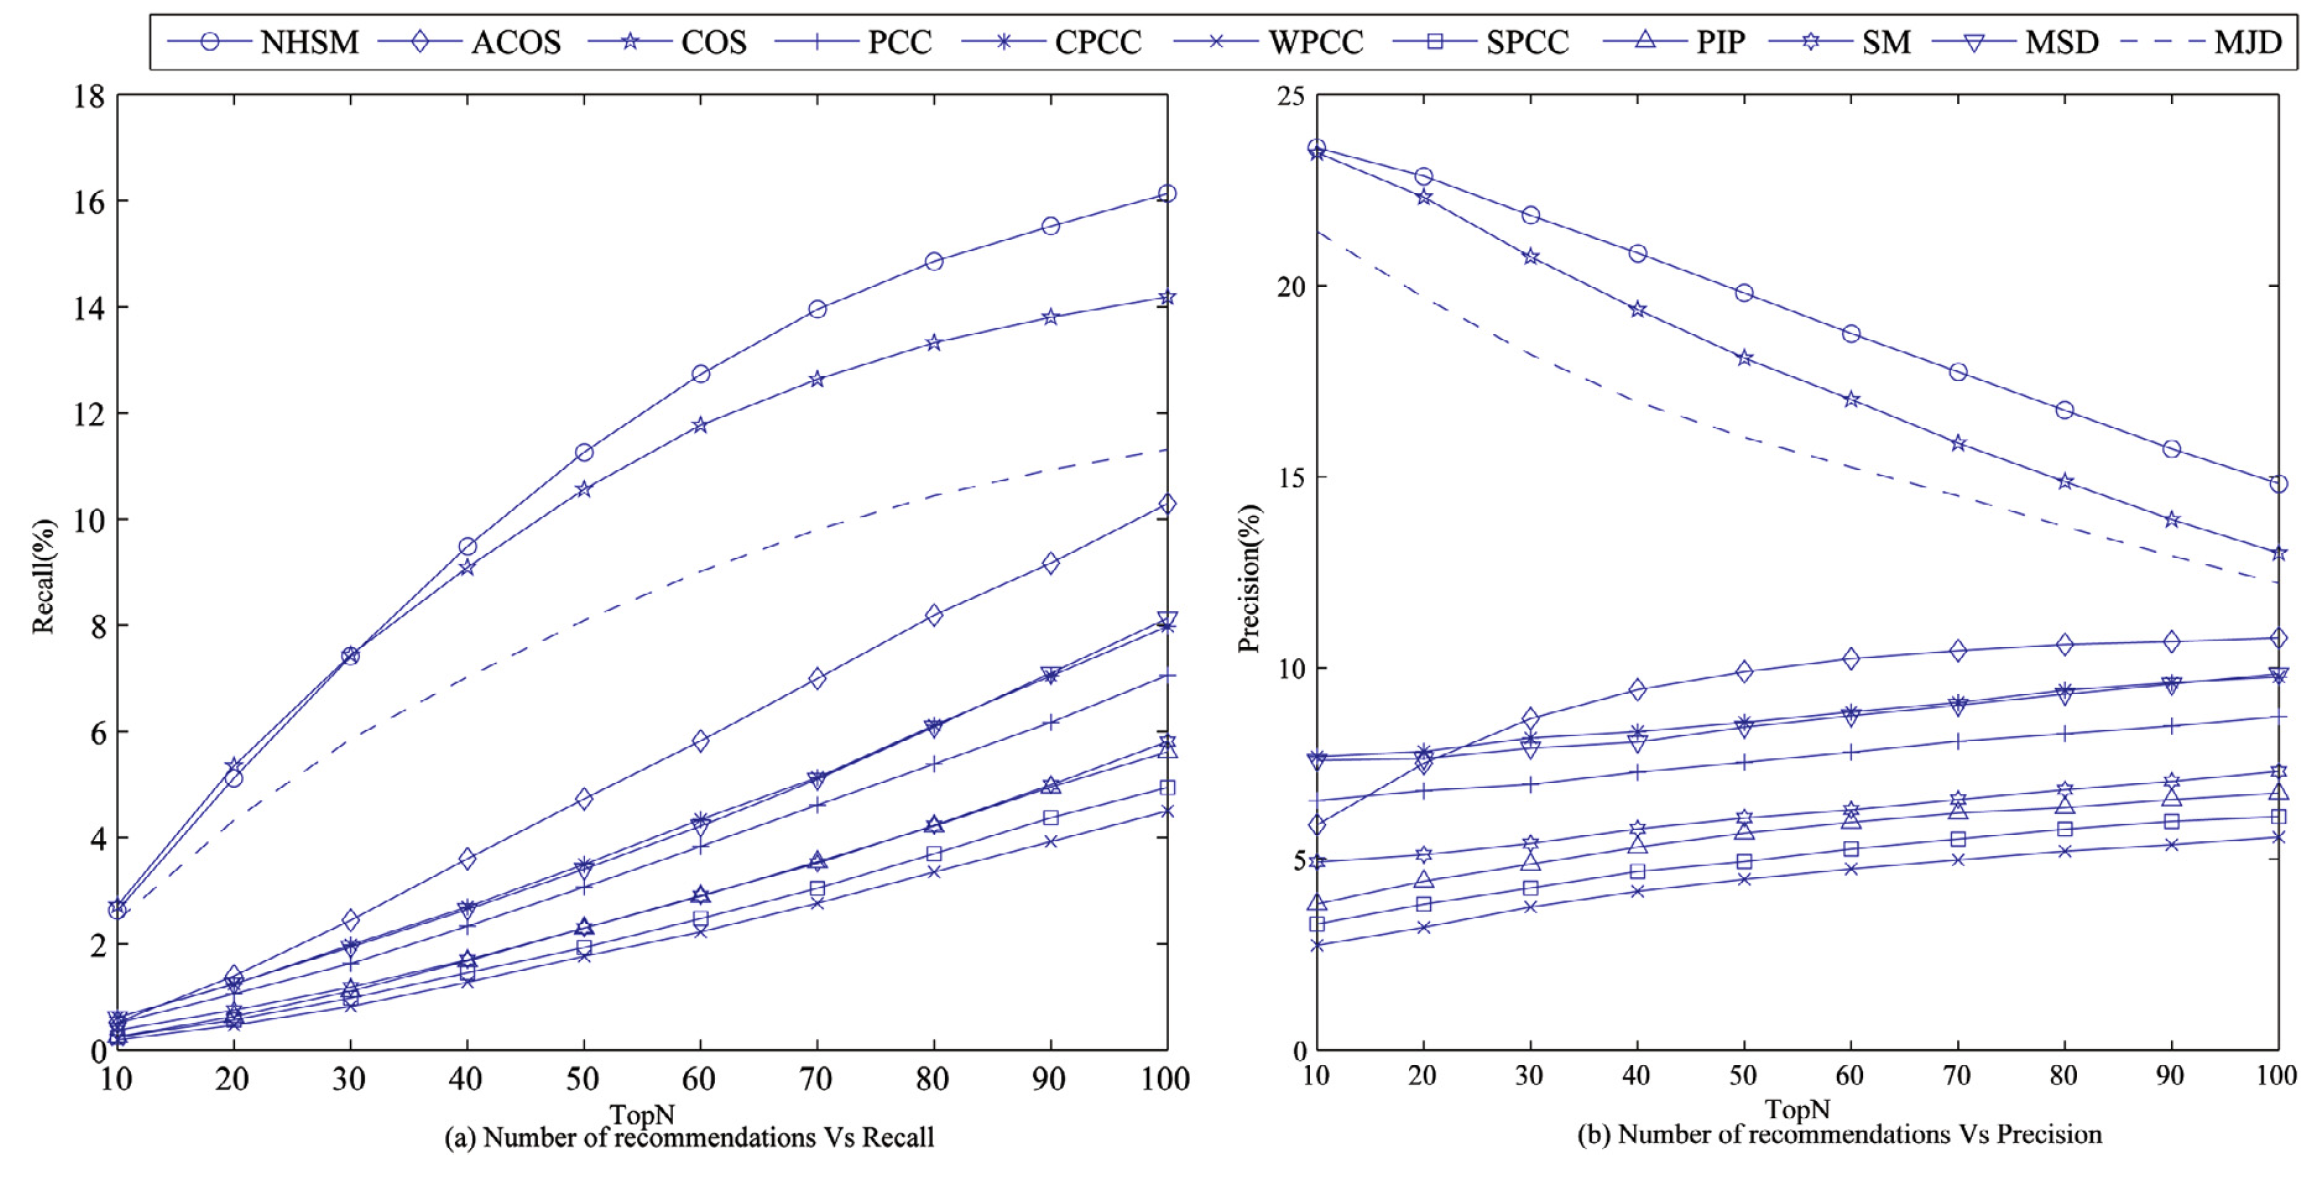 NHSM ACOS COS PCC CPCC WPCC SPCC PIP SM MSD MJD
18
16
14
12
10
8
6
4
2
0
Recall(%)
10 20 30 40 50 60 70 80 90 100
TopN
(a) Number of recommendations Vs Recall
25
20
15
10
5
0
Precision(%)
10 20 30 40 50 60 70 80 90 100
TopN
(b) Number of recommendations Vs Precision